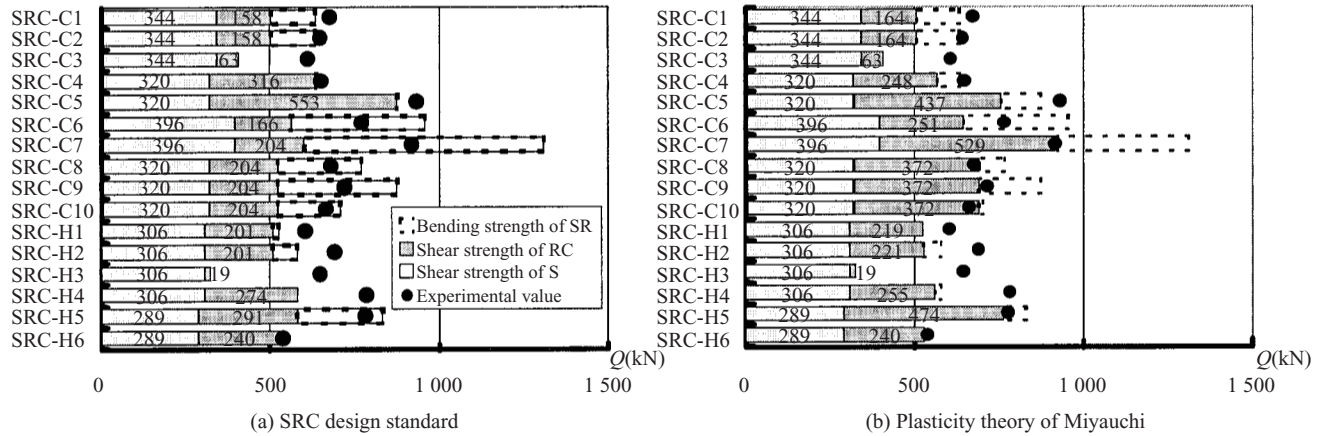 SRC-C1 344 158
SRC-C2 344 158
SRC-C3 344 63
SRC-C4 320 316
SRC-C5 320 553
SRC-C6 396 166
SRC-C7 396 204
SRC-C8 320 204
SRC-C9 320 204
SRC-C10 320 204
SRC-H1 306 201
SRC-H2 306 201
SRC-H3 306 19
SRC-H4 306 274
SRC-H5 289 291
SRC-H6 289 240
Bending strength of SR
Shear strength of RC
Shear strength of S
Experimental value
Q(kN)
0 500 1 000 1 500
(a) SRC design standard
SRC-C1 344 164
SRC-C2 344 164
SRC-C3 344 63
SRC-C4 320 248
SRC-C5 320 437
SRC-C6 396 251
SRC-C7 396 529
SRC-C8 320 372
SRC-C9 320 372
SRC-C10 320 372
SRC-H1 306 219
SRC-H2 306 221
SRC-H3 306 19
SRC-H4 306 255
SRC-H5 289 474
SRC-H6 289 240
Q(kN)
0 500 1 000 1 500
(b) Plasticity theory of Miyauchi